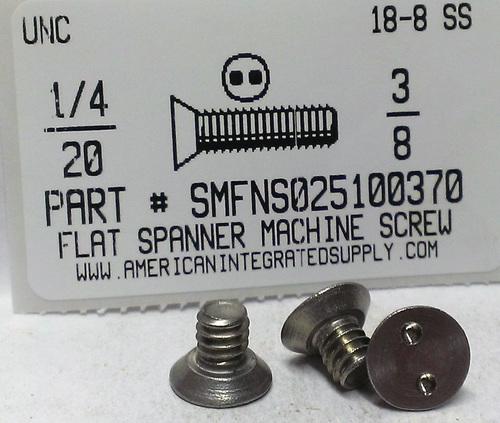 UNC 18-8 SS
1/4 3
20 8
PART # SMFNS025100370
FLAT SPANNER MACHINE SCREW
WWW.AMERICANINTEGRATEDSUPPLY.COM